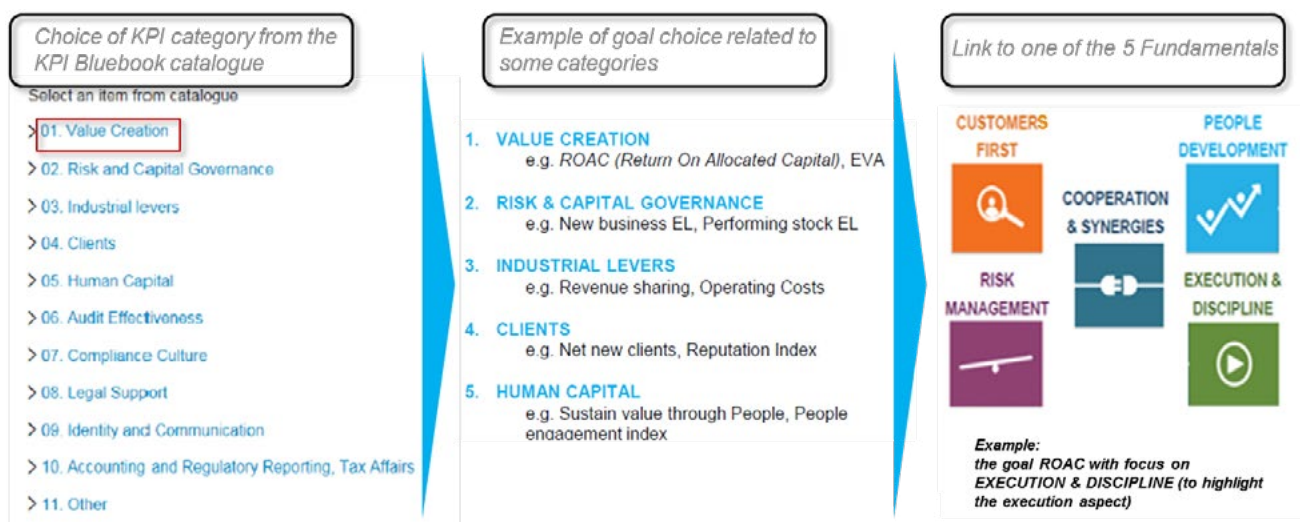 Choice of KPI category from the
KPI Bluebook catalogue
Select an item from catalogue
> 01. Value Creation
> 02. Risk and Capital Governance
> 03. Industrial levers
> 04. Clients
> 05. Human Capital
> 06. Audit Effectiveness
> 07. Compliance Culture
> 08. Legal Support
> 09. Identity and Communication
> 10. Accounting and Regulatory Reporting, Tax Affairs
> 11. Other
Example of goal choice related to
some categories
1. VALUE CREATION
e.g. ROAC (Return On Allocated Capital), EVA
2. RISK & CAPITAL GOVERNANCE
e.g. New business EL, Performing stock EL
3. INDUSTRIAL LEVERS
e.g. Revenue sharing, Operating Costs
4. CLIENTS
e.g. Net new clients, Reputation Index
5. HUMAN CAPITAL
e.g. Sustain value through People, People
engagement index
Link to one of the 5 Fundamentals
CUSTOMERS
FIRST
PEOPLE
DEVELOPMENT
COOPERATION
& SYNERGIES
RISK
MANAGEMENT
EXECUTION &
DISCIPLINE
Example:
the goal ROAC with focus on
EXECUTION & DISCIPLINE (to highlight
the execution aspect)